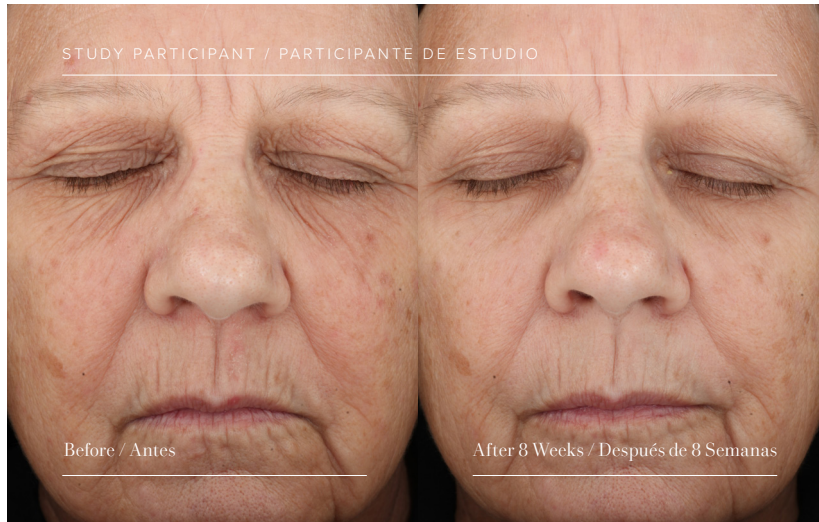 STUDY PARTICIPANT / PARTICIPANTE DE ESTUDIO
Before / Antes
After 8 Weeks / Después de 8 Semanas